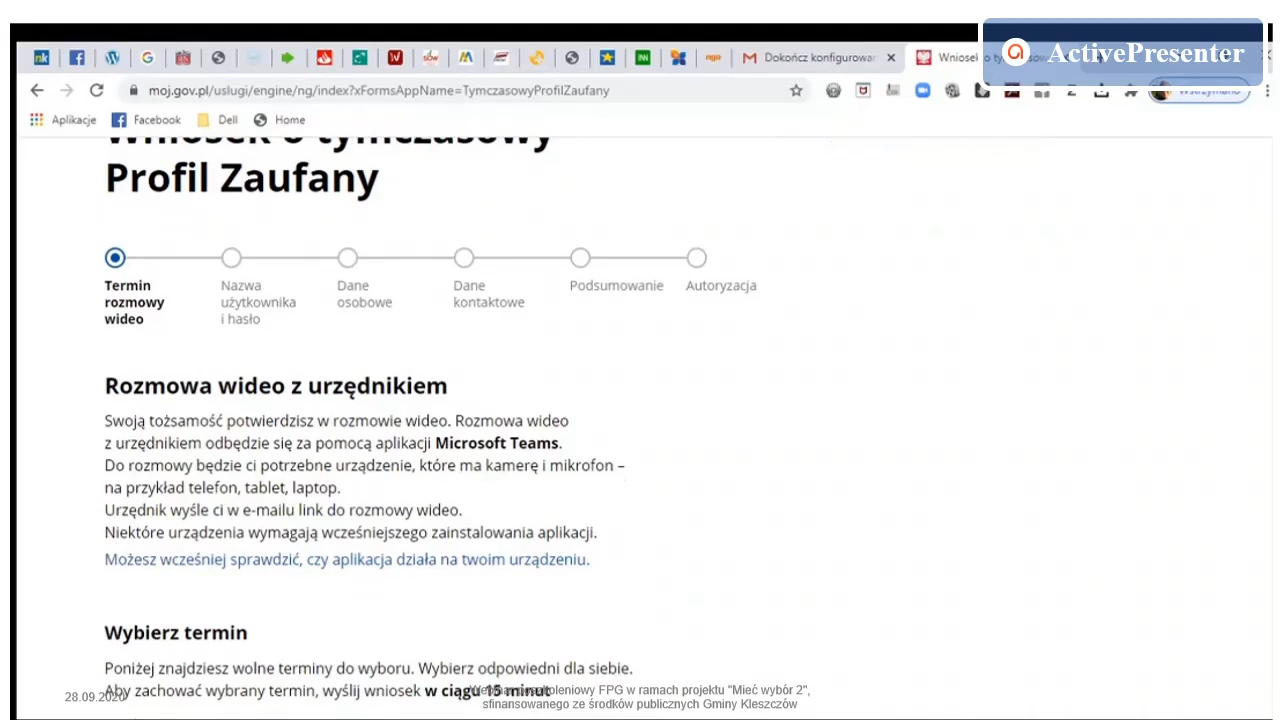 ActivePresenter
Dokończ konfigurowan
moj.gov.pl/uslugi/engine/ng/index?xFormsAppName=TymczasowyProfilZaufany
Wstrzymano
Aplikacje
Facebook
Dell
Home
Wniosek o tymczasowy
Profil Zaufany
Termin
rozmowy
wideo
Nazwa
użytkownika
i hasło
Dane
osobowe
Dane
kontaktowe
Podsumowanie
Autoryzacja
Rozmowa wideo z urzędnikiem
Swoją tożsamość potwierdzisz w rozmowie wideo. Rozmowa wideo
z urzędnikiem odbędzie się za pomocą aplikacji Microsoft Teams.
Do rozmowy będzie ci potrzebne urządzenie, które ma kamerę i mikrofon –
na przykład telefon, tablet, laptop.
Urzędnik wyśle ci w e-mailu link do rozmowy wideo.
Niektóre urządzenia wymagają wcześniejszego zainstalowania aplikacji.
Możesz wcześniej sprawdzić, czy aplikacja działa na twoim urządzeniu.
Wybierz termin
Poniżej znajdziesz wolne terminy do wyboru. Wybierz odpowiedni dla siebie.
Aby zachować wybrany termin, wyślij wniosek w ciągu 15 minut
28.09.2020
Webinar poszkoleniowy FPG w ramach projektu "Mieć wybór 2",
sfinansowanego ze środków publicznych Gminy Kleszczów